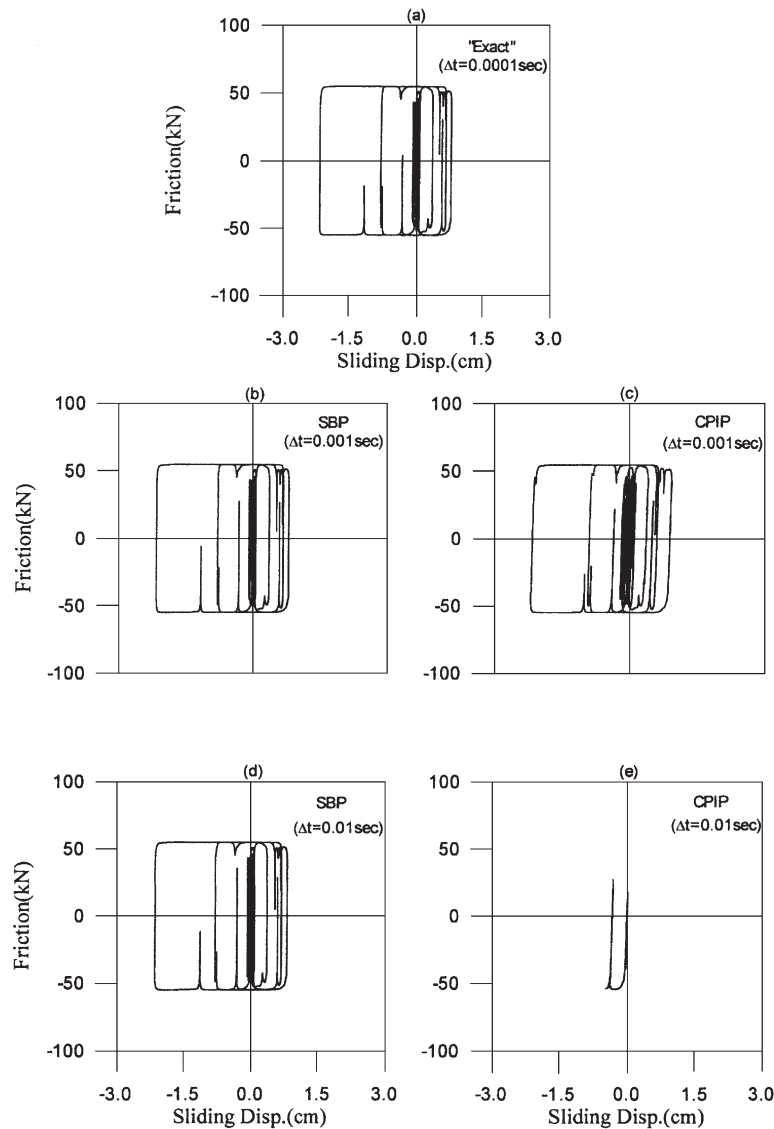 (a)
100
50
0
-50
-100
Friction(kN)
"Exact"
(Δt=0.0001sec)
-3.0 -1.5 0.0 1.5 3.0
Sliding Disp.(cm)
(b)
100
50
0
-50
-100
Friction(kN)
SBP
(Δt=0.001sec)
(c)
100
50
0
-50
-100
CPIP
(Δt=0.001sec)
(d)
100
50
0
-50
-100
Friction(kN)
SBP
(Δt=0.01sec)
-3.0 -1.5 0.0 1.5 3.0
Sliding Disp.(cm)
(e)
100
50
0
-50
-100
CPIP
(Δt=0.01sec)
-3.0 -1.5 0.0 1.5 3.0
Sliding Disp.(cm)